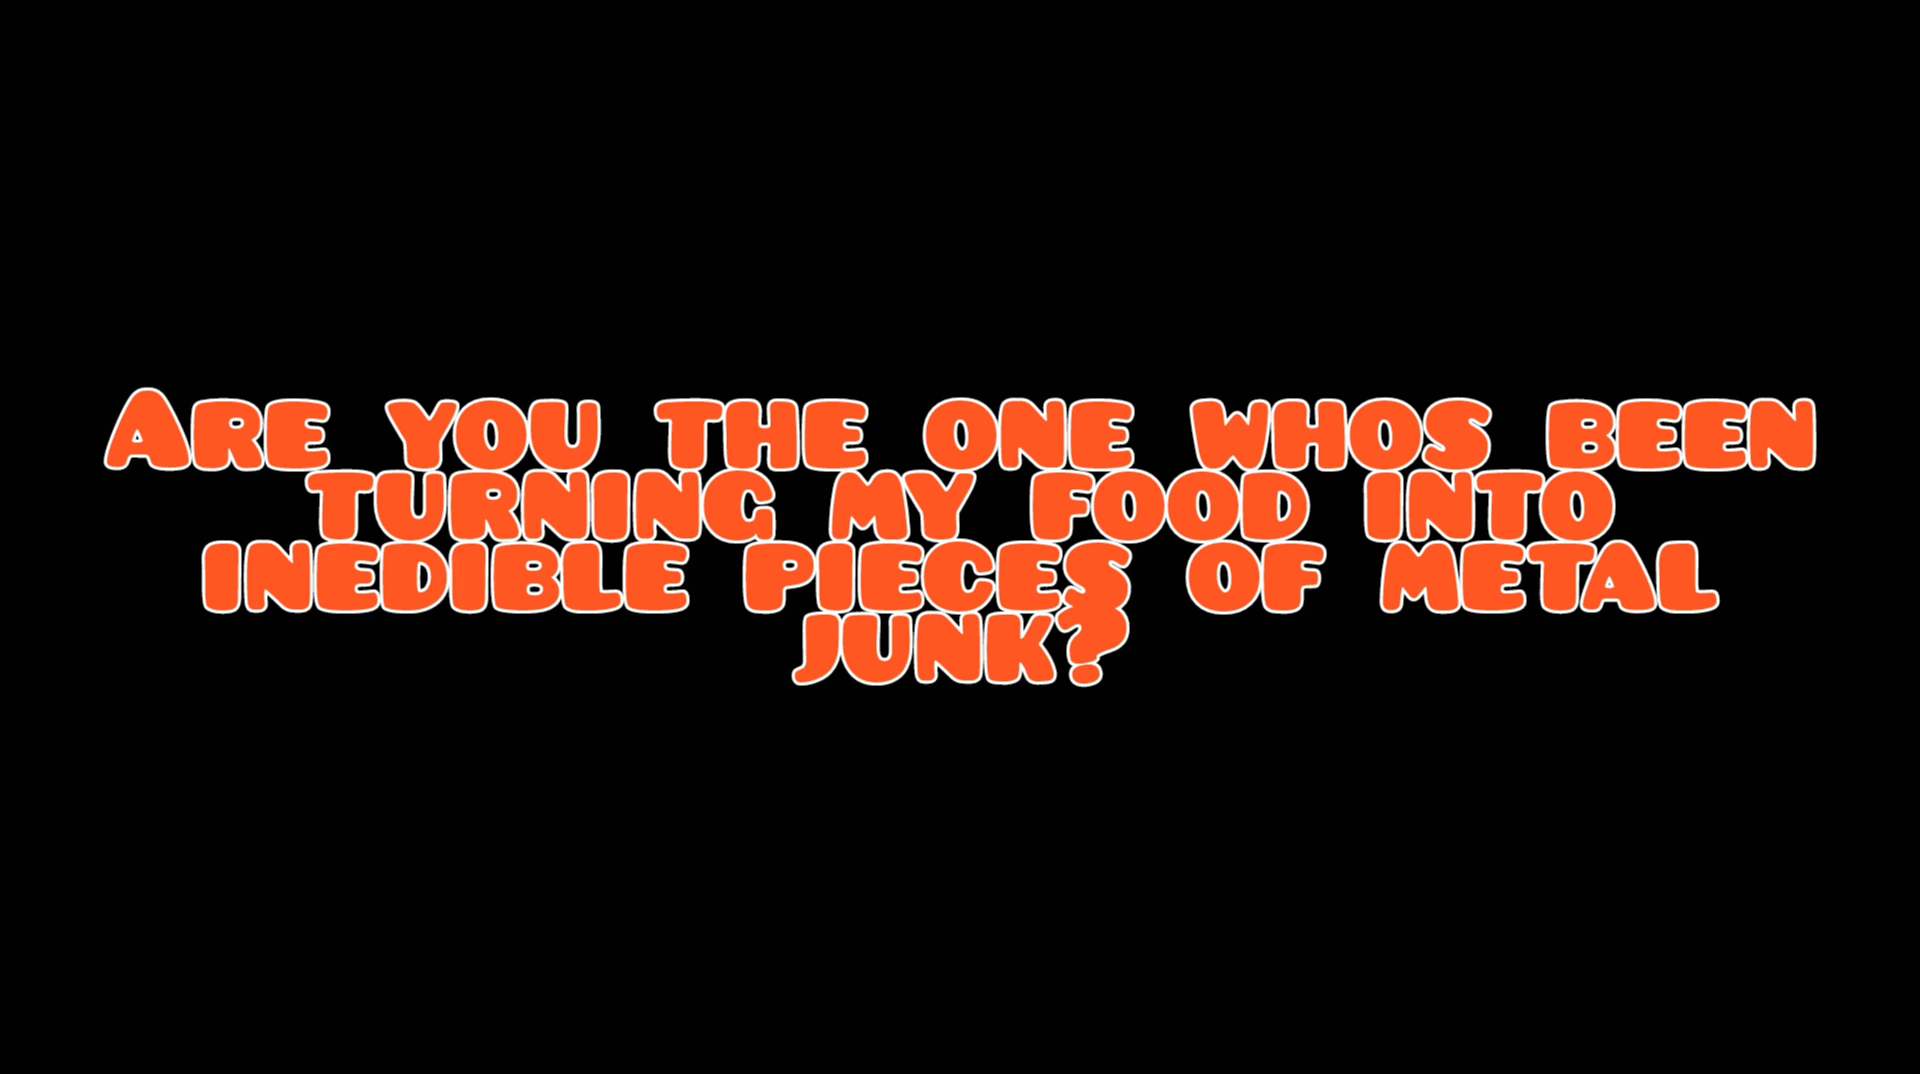 Are you the one whos been
turning my food into
inedible pieces of metal
junk?